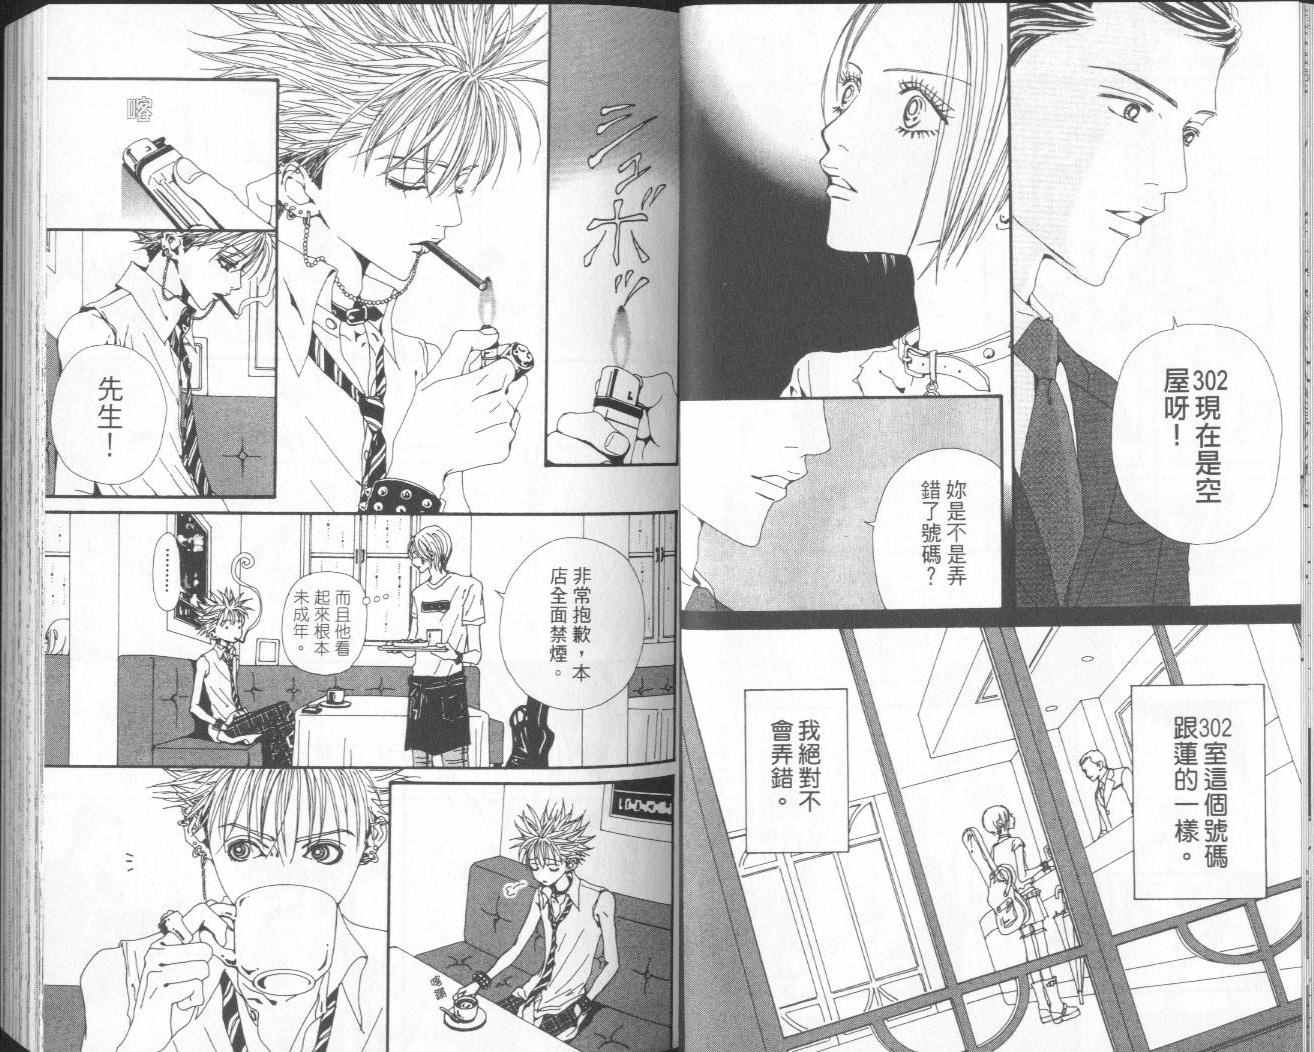 302現在是空
屋呀！
妳是不是弄
錯了號碼？
302室這個號碼
跟蓮的一樣。
我絕對不
會弄錯。
シュボッ
喀
先生！
非常抱歉，本
店全面禁煙。
而且他看
起來根本
未成年。
………